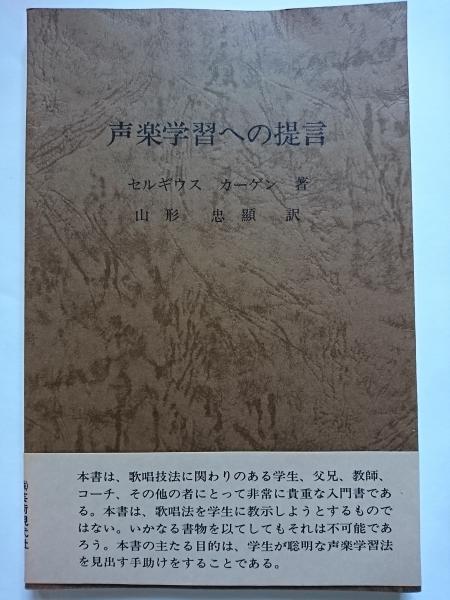 声楽学習への提言
セルギウス カーゲン 著
山形 忠顯 訳
本書は、歌唱技法に関わりのある学生、父兄、教師、
コーチ、その他の者にとって非常に貴重な入門書であ
る。本書は、歌唱法を学生に教示しようとするもので
はない。いかなる書物を以てしてもそれは不可能であ
ろう。本書の主たる目的は、学生が聡明な声楽学習法
を見出す手助けをすることである。